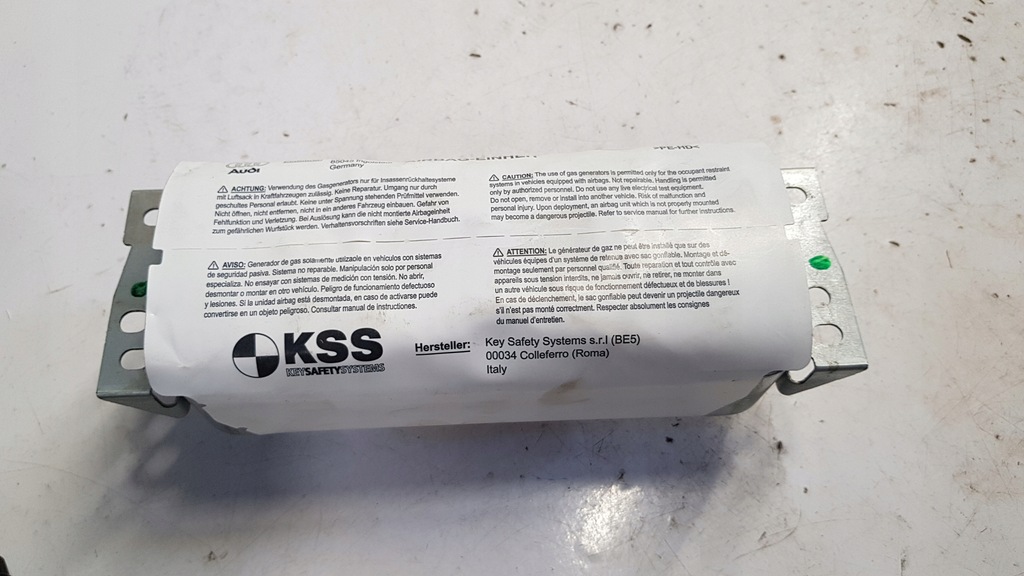 Audi
Germany
AIRBAG-EINHEIT
>PE-HD<
ACHTUNG: Verwendung des Gasgenerators nur für Insassenrückhaltesysteme
mit Luftsack in Kraftfahrzeugen zulässig. Keine Reparatur. Umgang nur durch
geschultes Personal erlaubt. Keine unter Spannung stehenden Prüfmittel verwenden.
Nicht öffnen, nicht entfernen, nicht in ein anderes Fahrzeug einbauen. Gefahr von
Fehlfunktion und Verletzung. Bei Auslösung kann die nicht montierte Airbageinheit
zum gefährlichen Wurfstück werden. Verhaltensvorschriften siehe Service-Handbuch.
CAUTION: The use of gas generators is permitted only for the occupant restraint
systems in vehicles equipped with airbags. Not repairable. Handling is permitted
only by authorized personnel. Do not use any live electrical test equipment.
Do not open, remove or install into another vehicle. Risk of malfunction and
personal injury. Upon deployment, an airbag unit which is not properly mounted
may become a dangerous projectile. Refer to service manual for further instructions.
AVISO: Generador de gas solamente utilizable en vehículos con sistemas
de seguridad pasiva. Sistema no reparable. Manipulación solo por personal
especializa. No ensayar con sistemas de medición con tensión. No abrir,
desmontar o montar en otro vehículo. Peligro de funcionamiento defectuoso
y lesiones. Si la unidad airbag está desmontada, en caso de activarse puede
convertirse en un objeto peligroso. Consultar manual de instrucciones.
ATTENTION: Le générateur de gaz ne peut être installé que sur des
véhicules équipes d'un système de retenue avec sac gonflable. Montage et dé-
montage seulement par personnel qualifié. Toute reparation et tout contrôle avec
appareils sous tension interdits, ne jamais ouvrir, ne retirer, ne monter dans
un autre véhicule sous risque de fonctionnement défectueux et de blessures !
En cas de déclenchement, le sac gonflable peut devenir un projectile dangereux
s'il n'est pas monté correctment. Respecter absolument les consignes
du manuel d'entretien.
KSS
KEYSAFETYSYSTEMS
Hersteller: Key Safety Systems s.r.l (BE5)
00034 Colleferro (Roma)
Italy